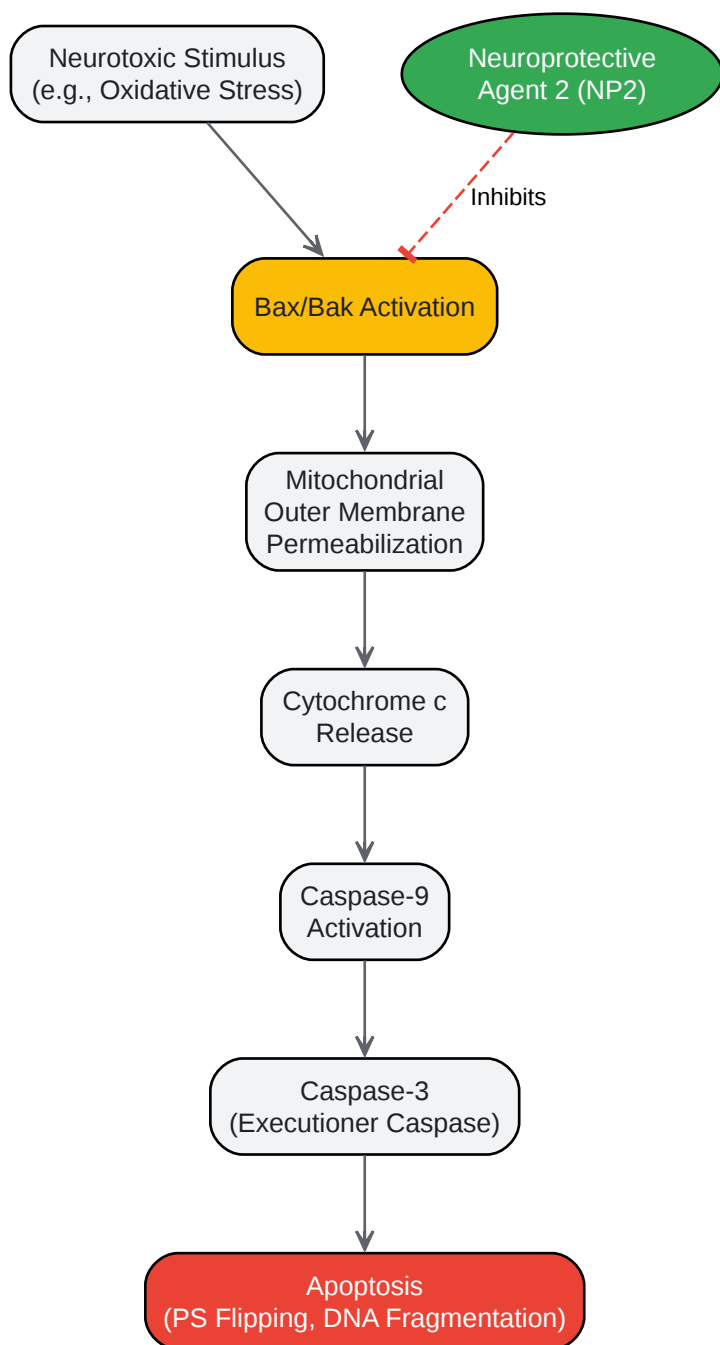 Neurotoxic Stimulus
(e.g., Oxidative Stress)
Neuroprotective
Agent 2 (NP2)
Inhibits
Bax/Bak Activation
Mitochondrial
Outer Membrane
Permeabilization
Cytochrome c
Release
Caspase-9
Activation
Caspase-3
(Executioner Caspase)
Apoptosis
(PS Flipping, DNA Fragmentation)